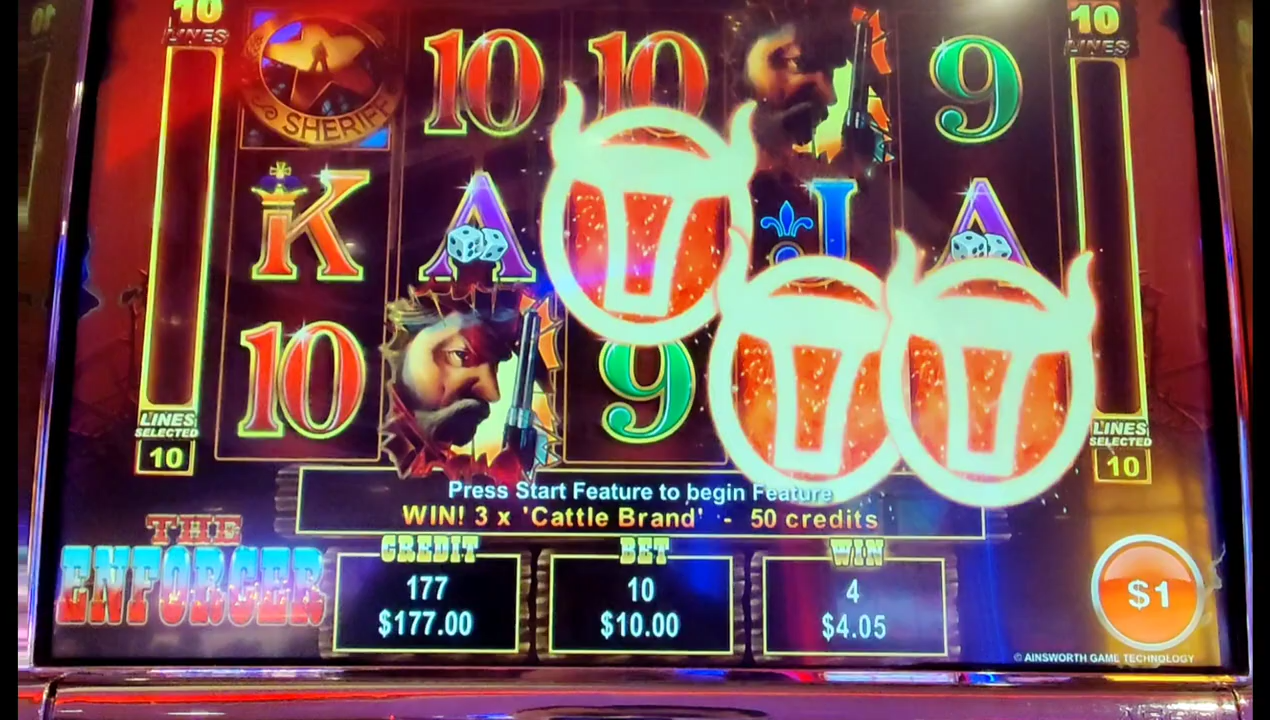 10
LINES
10
LINES
SHERIFF
10
10
9
K
A
J
A
10
9
LINES
SELECTED
10
LINES
SELECTED
10
Press Start Feature to begin Feature
WIN! 3 x 'Cattle Brand' - 50 credits
THE
ENFORCER
CREDIT
177
$177.00
BET
10
$10.00
WIN
4
$4.05
$1
© AINSWORTH GAME TECHNOLOGY